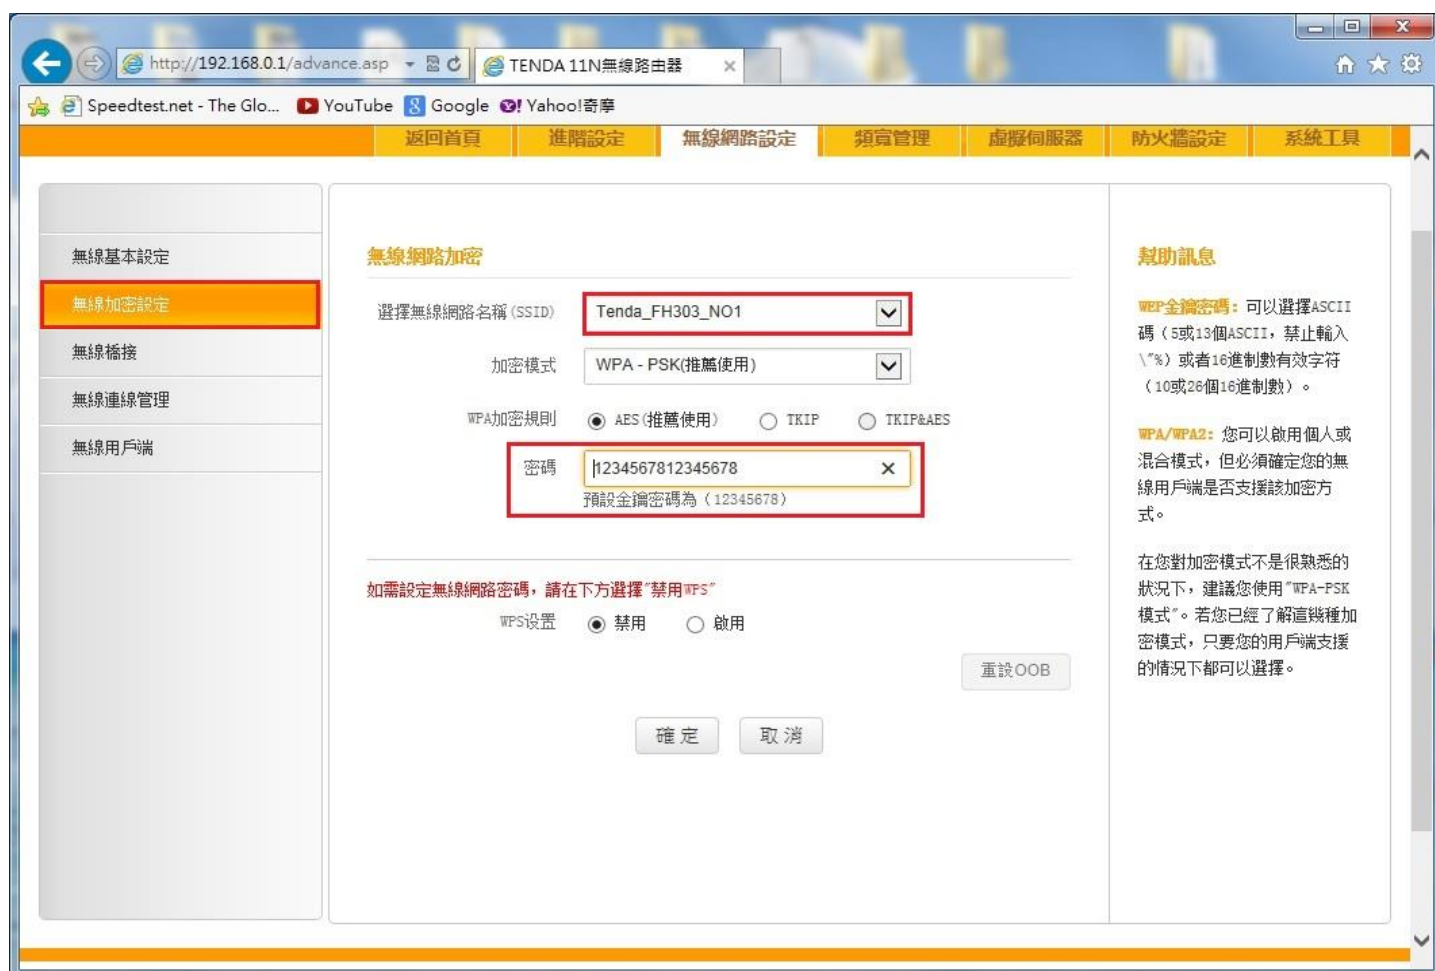 http://192.168.0.1/advance.asp
TENDA 11N無線路由器
Speedtest.net - The Glo...
YouTube
Google
Yahoo!奇摩
返回首頁
進階設定
無線網路設定
頻寬管理
虛擬伺服器
防火牆設定
系統工具
無線基本設定
無線加密設定
無線橋接
無線連線管理
無線用戶端
無線網路加密
選擇無線網路名稱(SSID) Tenda_FH303_NO1
加密模式 WPA - PSK(推薦使用)
WPA加密規則 AES(推薦使用) TKIP TKIP&AES
密碼 1234567812345678
預設金鑰密碼為（12345678）
如需設定無線網路密碼，請在下方選擇"禁用WPS"
WPS设置 禁用 啟用
重設OOB
確定 取消
幫助訊息
WEP金鑰密碼：可以選擇ASCII
碼（5或13個ASCII，禁止輸入
\"%）或者16進制數有效字符
（10或26個16進制數）。
WPA/WPA2：您可以啟用個人或
混合模式，但必須確定您的無
線用戶端是否支援該加密方
式。
在您對加密模式不是很熟悉的
狀況下，建議您使用"WPA-PSK
模式"。若您已經了解這幾種加
密模式，只要您的用戶端支援
的情況下都可以選擇。